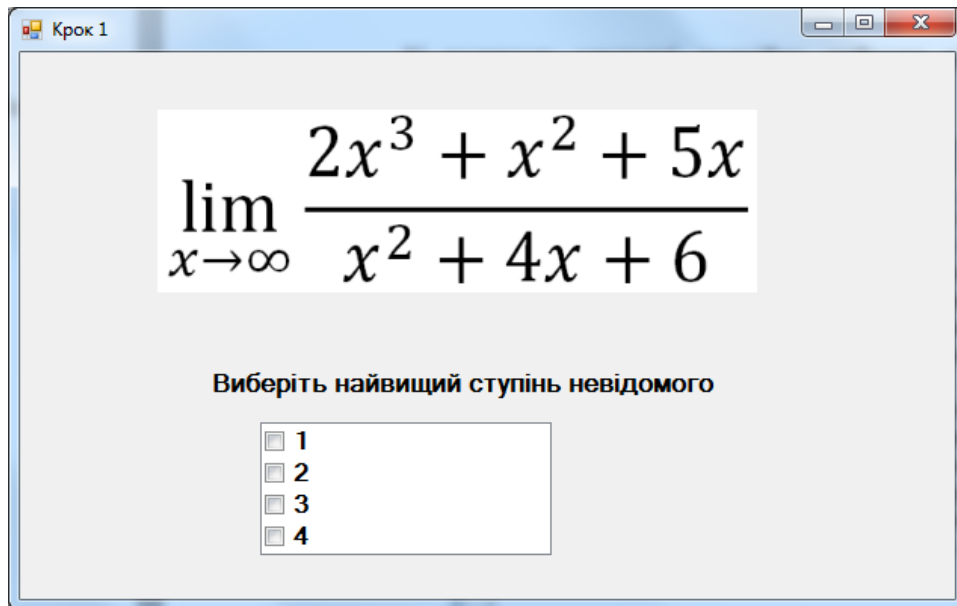 Крок 1
lim x→∞ (2x³ + x² + 5x) / (x² + 4x + 6)
Виберіть найвищий ступінь невідомого
1
2
3
4